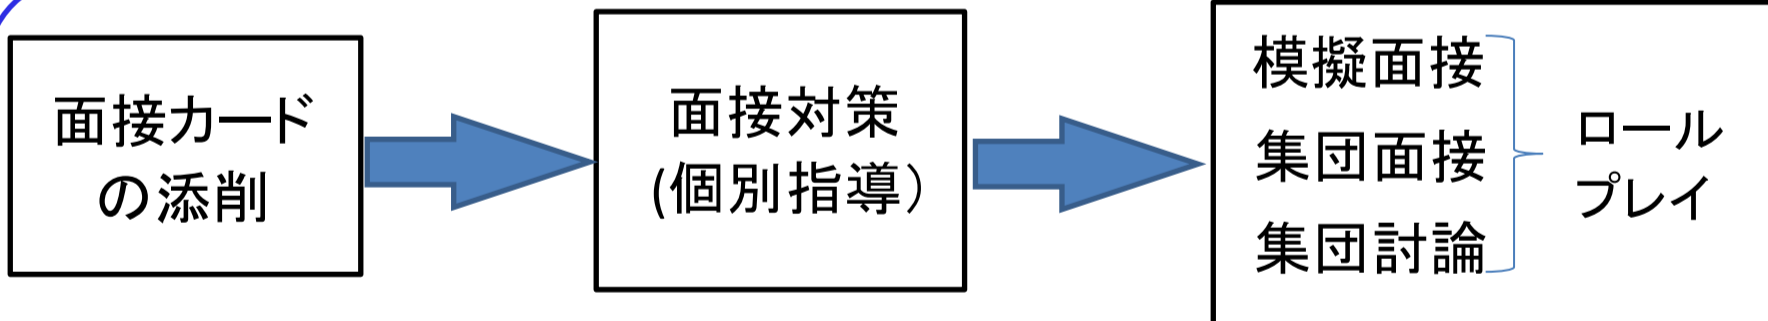 面接カード
の添削
面接対策
(個別指導）
模擬面接
集団面接
集団討論
ロール
プレイ